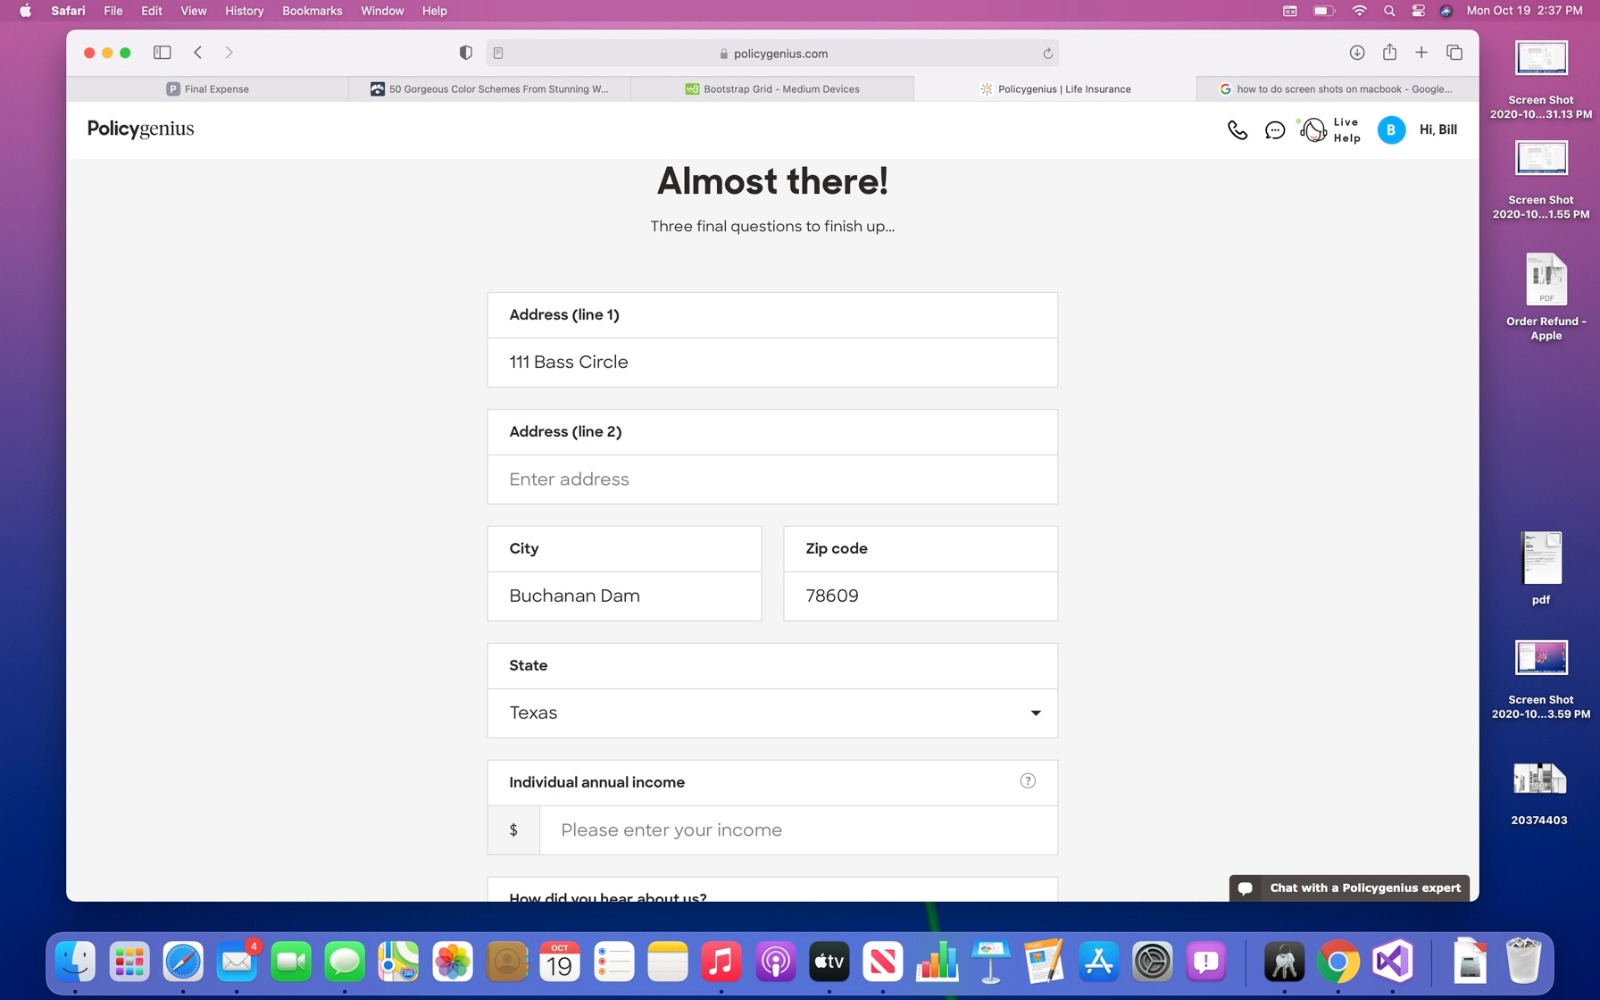 Safari File Edit View History Bookmarks Window Help Mon Oct 19 2:37 PM
policygenius.com
Final Expense
50 Gorgeous Color Schemes From Stunning W...
Bootstrap Grid - Medium Devices
Policygenius | Life Insurance
how to do screen shots on macbook - Google...
Policygenius
Live
Help
B
Hi, Bill
Almost there!
Three final questions to finish up...
Address (line 1)
111 Bass Circle
Address (line 2)
Enter address
City
Buchanan Dam
Zip code
78609
State
Texas
Individual annual income
?
$
Please enter your income
How did you hear about us?
Chat with a Policygenius expert
Screen Shot
2020-10...31.13 PM
Screen Shot
2020-10...1.55 PM
PDF
Order Refund -
Apple
pdf
Screen Shot
2020-10...3.59 PM
20374403
4
OCT
19
tv